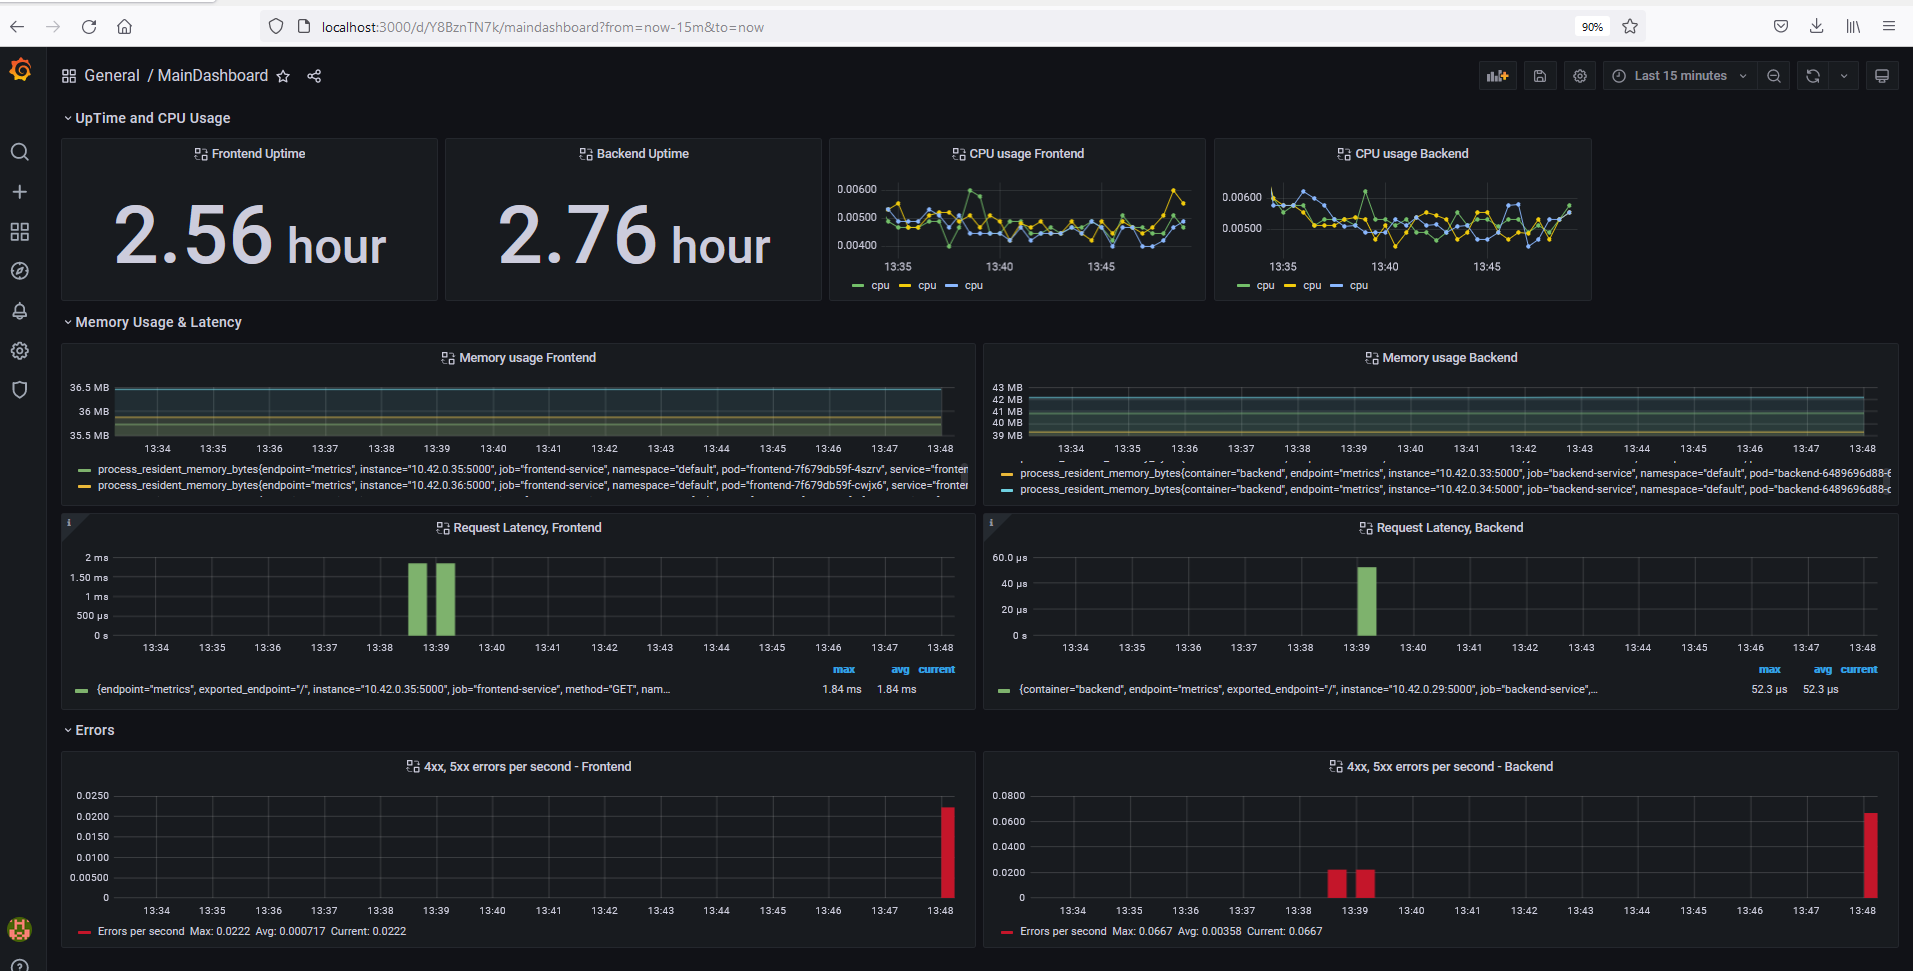 localhost:3000/d/Y8BznTN7k/maindashboard?from=now-15m&to=now
90%
General / MainDashboard
Last 15 minutes
UpTime and CPU Usage
Frontend Uptime
2.56 hour
Backend Uptime
2.76 hour
CPU usage Frontend
0.00600
0.00500
0.00400
13:35 13:40 13:45
cpu cpu cpu
CPU usage Backend
0.00600
0.00500
13:35 13:40 13:45
cpu cpu cpu
Memory Usage & Latency
Memory usage Frontend
36.5 MB
36 MB
35.5 MB
13:34 13:35 13:36 13:37 13:38 13:39 13:40 13:41 13:42 13:43 13:44 13:45 13:46 13:47 13:48
process_resident_memory_bytes{endpoint="metrics", instance="10.42.0.35:5000", job="frontend-service", namespace="default", pod="frontend-7f679db59f-4szrv", service="fronter
process_resident_memory_bytes{endpoint="metrics", instance="10.42.0.36:5000", job="frontend-service", namespace="default", pod="frontend-7f679db59f-cwjx6", service="fronter
Memory usage Backend
43 MB
42 MB
41 MB
40 MB
39 MB
13:34 13:35 13:36 13:37 13:38 13:39 13:40 13:41 13:42 13:43 13:44 13:45 13:46 13:47 13:48
process_resident_memory_bytes{container="backend", endpoint="metrics", instance="10.42.0.33:5000", job="backend-service", namespace="default", pod="backend-6489696d88-
process_resident_memory_bytes{container="backend", endpoint="metrics", instance="10.42.0.34:5000", job="backend-service", namespace="default", pod="backend-6489696d88-
Request Latency, Frontend
2 ms
1.50 ms
1 ms
500 µs
0 s
13:34 13:35 13:36 13:37 13:38 13:39 13:40 13:41 13:42 13:43 13:44 13:45 13:46 13:47 13:48
max avg current
{endpoint="metrics", exported_endpoint="/", instance="10.42.0.35:5000", job="frontend-service", method="GET", nam... 1.84 ms 1.84 ms
Request Latency, Backend
60.0 µs
40 µs
20 µs
0 s
13:34 13:35 13:36 13:37 13:38 13:39 13:40 13:41 13:42 13:43 13:44 13:45 13:46 13:47 13:48
max avg current
{container="backend", endpoint="metrics", exported_endpoint="/", instance="10.42.0.29:5000", job="backend-service",... 52.3 µs 52.3 µs
Errors
4xx, 5xx errors per second - Frontend
0.0250
0.0200
0.0150
0.0100
0.00500
0
13:34 13:35 13:36 13:37 13:38 13:39 13:40 13:41 13:42 13:43 13:44 13:45 13:46 13:47 13:48
Errors per second Max: 0.0222 Avg: 0.000717 Current: 0.0222
4xx, 5xx errors per second - Backend
0.0800
0.0600
0.0400
0.0200
0
13:34 13:35 13:36 13:37 13:38 13:39 13:40 13:41 13:42 13:43 13:44 13:45 13:46 13:47 13:48
Errors per second Max: 0.0667 Avg: 0.00358 Current: 0.0667